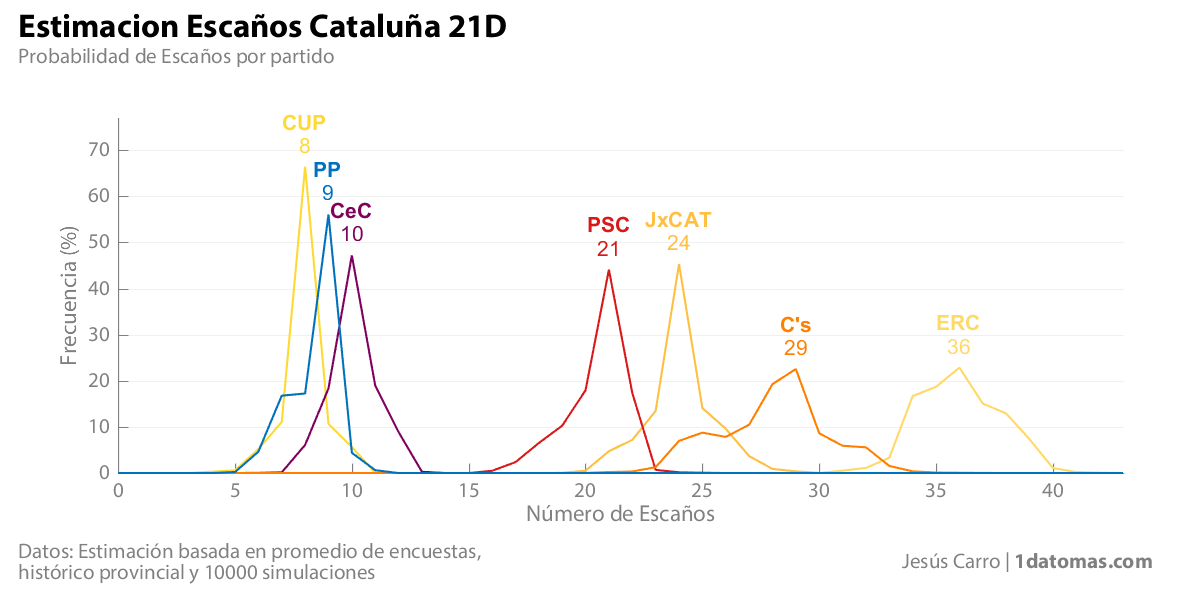 Estimacion Escaños Cataluña 21D
Probabilidad de Escaños por partido
CUP
8
PP
9
CeC
10
PSC
21
JxCAT
24
C's
29
ERC
36
Frecuencia (%)
70
60
50
40
30
20
10
0
0 5 10 15 20 25 30 35 40
Número de Escaños
Datos: Estimación basada en promedio de encuestas,
histórico provincial y 10000 simulaciones
Jesús Carro | 1datomas.com